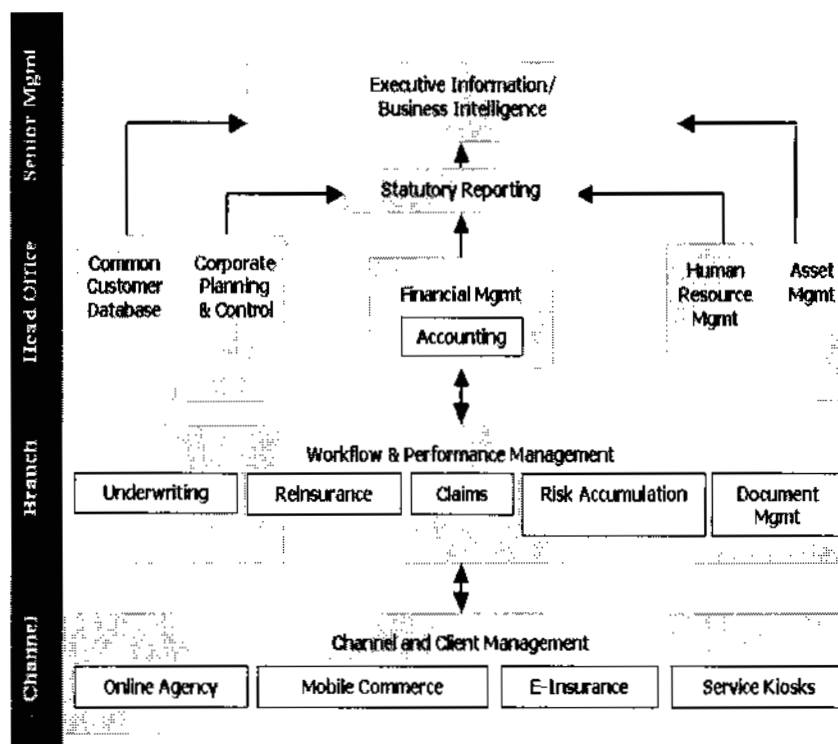 Senior Mgmt
Executive Information/
Business Intelligence
Statutory Reporting
Head Office
Common
Customer
Database
Corporate
Planning
& Control
Financial Mgmt
Accounting
Human
Resource
Mgmt
Asset
Mgmt
Branch
Workflow & Performance Management
Underwriting
ReInsurance
Claims
Risk Accumulation
Document
Mgmt
Channel
Channel and Client Management
Online Agency
Mobile Commerce
E-Insurance
Service Kiosks